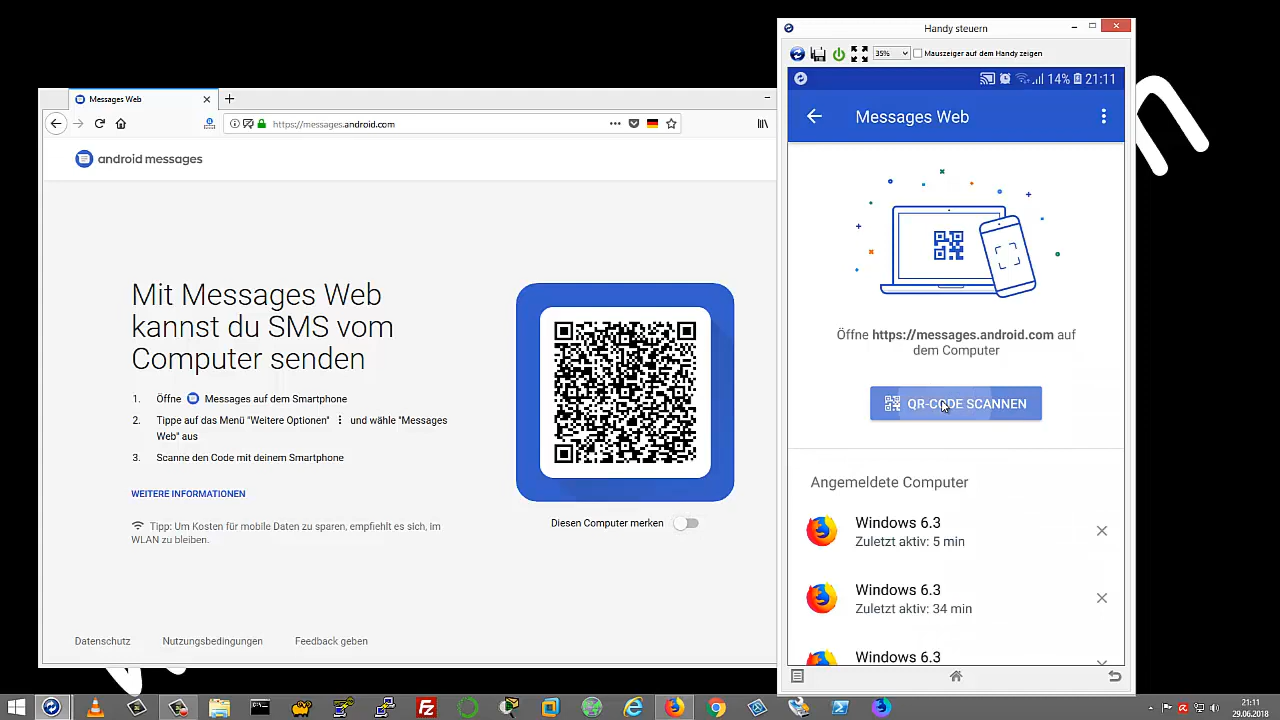 Handy steuern
35%
Mauszeiger auf dem Handy zeigen
Messages Web
https://messages.android.com
android messages
Mit Messages Web
kannst du SMS vom
Computer senden
1. Öffne Messages auf dem Smartphone
2. Tippe auf das Menü "Weitere Optionen" und wähle "Messages
Web" aus
3. Scanne den Code mit deinem Smartphone
WEITERE INFORMATIONEN
Tipp: Um Kosten für mobile Daten zu sparen, empfiehlt es sich, im
WLAN zu bleiben.
Diesen Computer merken
Datenschutz Nutzungsbedingungen Feedback geben
14% 21:11
Messages Web
Öffne https://messages.android.com auf
dem Computer
QR-CODE SCANNEN
Angemeldete Computer
Windows 6.3
Zuletzt aktiv: 5 min
Windows 6.3
Zuletzt aktiv: 34 min
Windows 6.3
21:11
29.06.2018